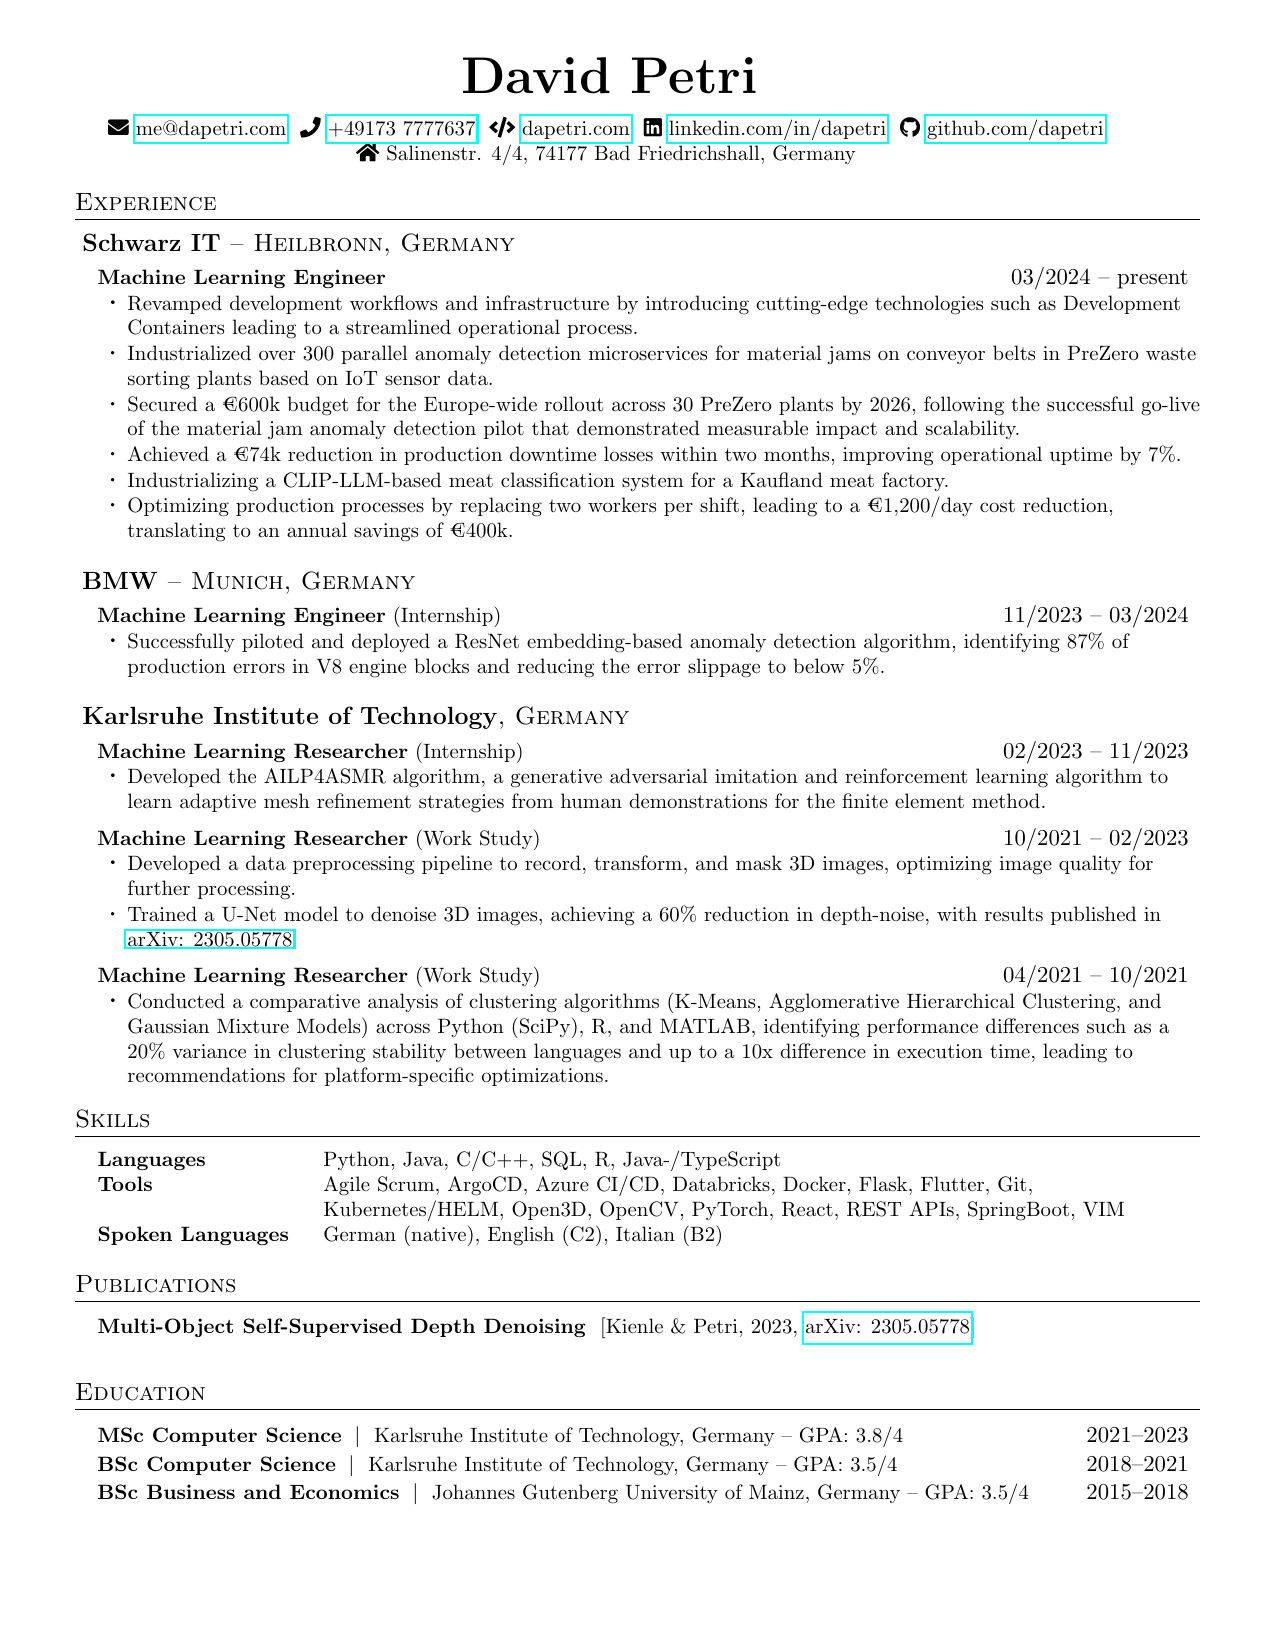 David Petri
me@dapetri.com +49173 7777637 dapetri.com linkedin.com/in/dapetri github.com/dapetri
Salinenstr. 4/4, 74177 Bad Friedrichshall, Germany
Experience
Schwarz IT – Heilbronn, Germany
Machine Learning Engineer 03/2024 – present
· Revamped development workflows and infrastructure by introducing cutting-edge technologies such as Development
Containers leading to a streamlined operational process.
· Industrialized over 300 parallel anomaly detection microservices for material jams on conveyor belts in PreZero waste
sorting plants based on IoT sensor data.
· Secured a €600k budget for the Europe-wide rollout across 30 PreZero plants by 2026, following the successful go-live
of the material jam anomaly detection pilot that demonstrated measurable impact and scalability.
· Achieved a €74k reduction in production downtime losses within two months, improving operational uptime by 7%.
· Industrializing a CLIP-LLM-based meat classification system for a Kaufland meat factory.
· Optimizing production processes by replacing two workers per shift, leading to a €1,200/day cost reduction,
translating to an annual savings of €400k.
BMW – Munich, Germany
Machine Learning Engineer (Internship) 11/2023 – 03/2024
· Successfully piloted and deployed a ResNet embedding-based anomaly detection algorithm, identifying 87% of
production errors in V8 engine blocks and reducing the error slippage to below 5%.
Karlsruhe Institute of Technology, Germany
Machine Learning Researcher (Internship) 02/2023 – 11/2023
· Developed the AILP4ASMR algorithm, a generative adversarial imitation and reinforcement learning algorithm to
learn adaptive mesh refinement strategies from human demonstrations for the finite element method.
Machine Learning Researcher (Work Study) 10/2021 – 02/2023
· Developed a data preprocessing pipeline to record, transform, and mask 3D images, optimizing image quality for
further processing.
· Trained a U-Net model to denoise 3D images, achieving a 60% reduction in depth-noise, with results published in
arXiv: 2305.05778
Machine Learning Researcher (Work Study) 04/2021 – 10/2021
· Conducted a comparative analysis of clustering algorithms (K-Means, Agglomerative Hierarchical Clustering, and
Gaussian Mixture Models) across Python (SciPy), R, and MATLAB, identifying performance differences such as a
20% variance in clustering stability between languages and up to a 10x difference in execution time, leading to
recommendations for platform-specific optimizations.
Skills
Languages Python, Java, C/C++, SQL, R, Java-/TypeScript
Tools Agile Scrum, ArgoCD, Azure CI/CD, Databricks, Docker, Flask, Flutter, Git,
Kubernetes/HELM, Open3D, OpenCV, PyTorch, React, REST APIs, SpringBoot, VIM
Spoken Languages German (native), English (C2), Italian (B2)
Publications
Multi-Object Self-Supervised Depth Denoising [Kienle & Petri, 2023, arXiv: 2305.05778]
Education
MSc Computer Science | Karlsruhe Institute of Technology, Germany – GPA: 3.8/4 2021–2023
BSc Computer Science | Karlsruhe Institute of Technology, Germany – GPA: 3.5/4 2018–2021
BSc Business and Economics | Johannes Gutenberg University of Mainz, Germany – GPA: 3.5/4 2015–2018